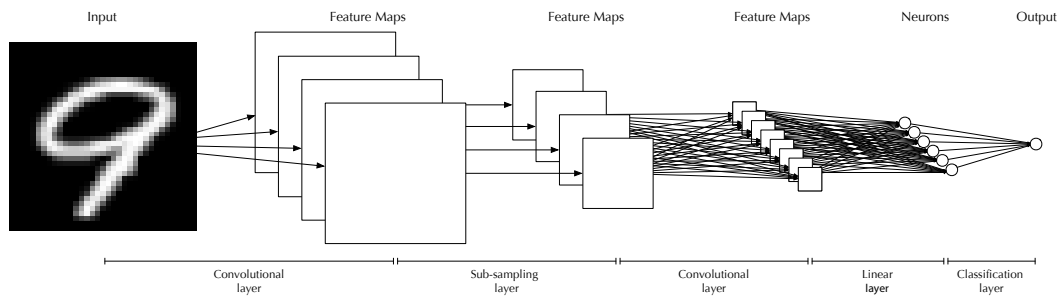 Input
Feature Maps
Feature Maps
Feature Maps
Neurons
Output
9
Convolutional
layer
Sub-sampling
layer
Convolutional
layer
Linear
layer
Classification
layer